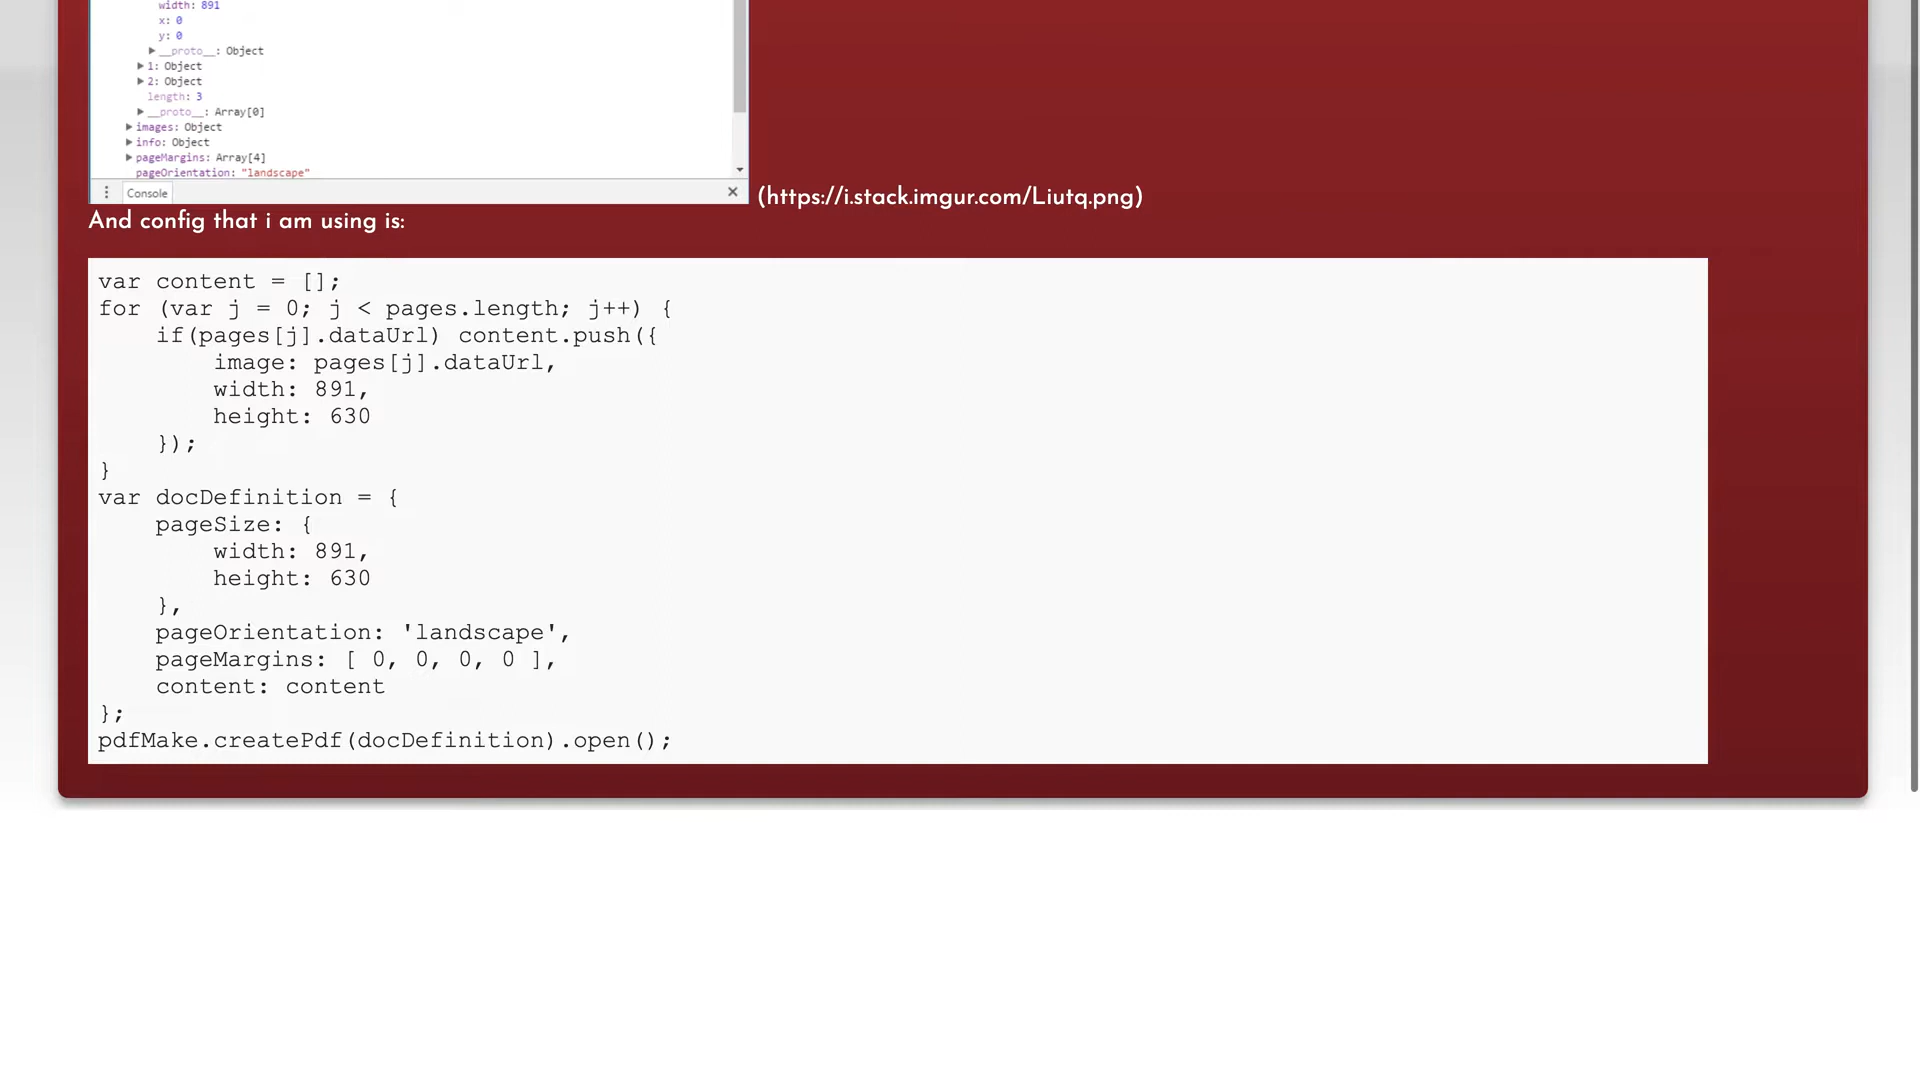 width: 891
x: 0
y: 0
__proto__: Object
1: Object
2: Object
length: 3
__proto__: Array[0]
images: Object
info: Object
pageMargins: Array[4]
pageOrientation: "landscape"
Console
(https://i.stack.imgur.com/Liutq.png)
And config that i am using is:
var content = [];
for (var j = 0; j < pages.length; j++) {
    if(pages[j].dataUrl) content.push({
        image: pages[j].dataUrl,
        width: 891,
        height: 630
    });
}
var docDefinition = {
    pageSize: {
        width: 891,
        height: 630
    },
    pageOrientation: 'landscape',
    pageMargins: [ 0, 0, 0, 0 ],
    content: content
};
pdfMake.createPdf(docDefinition).open();